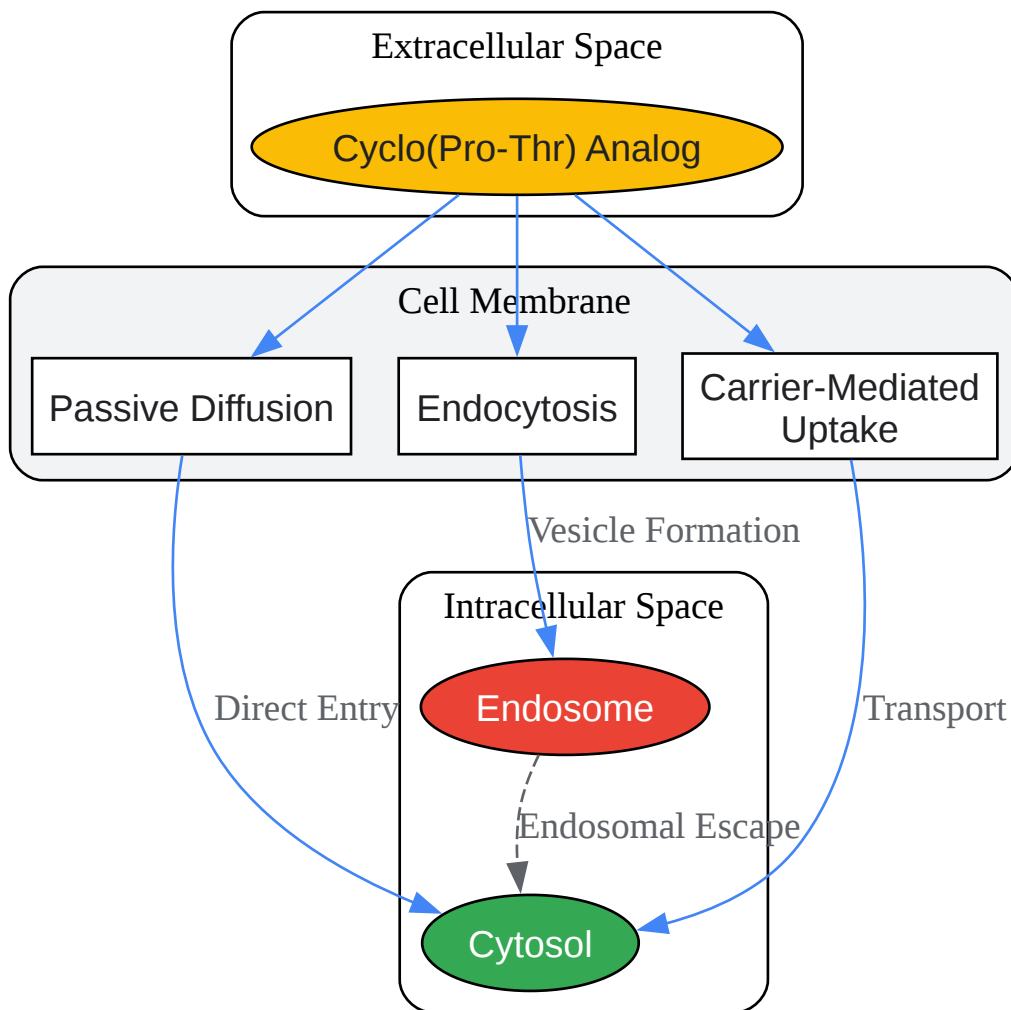 Extracellular Space
Cyclo(Pro-Thr) Analog
Cell Membrane
Passive Diffusion
Endocytosis
Carrier-Mediated
Uptake
Vesicle Formation
Intracellular Space
Direct Entry
Endosome
Transport
Endosomal Escape
Cytosol